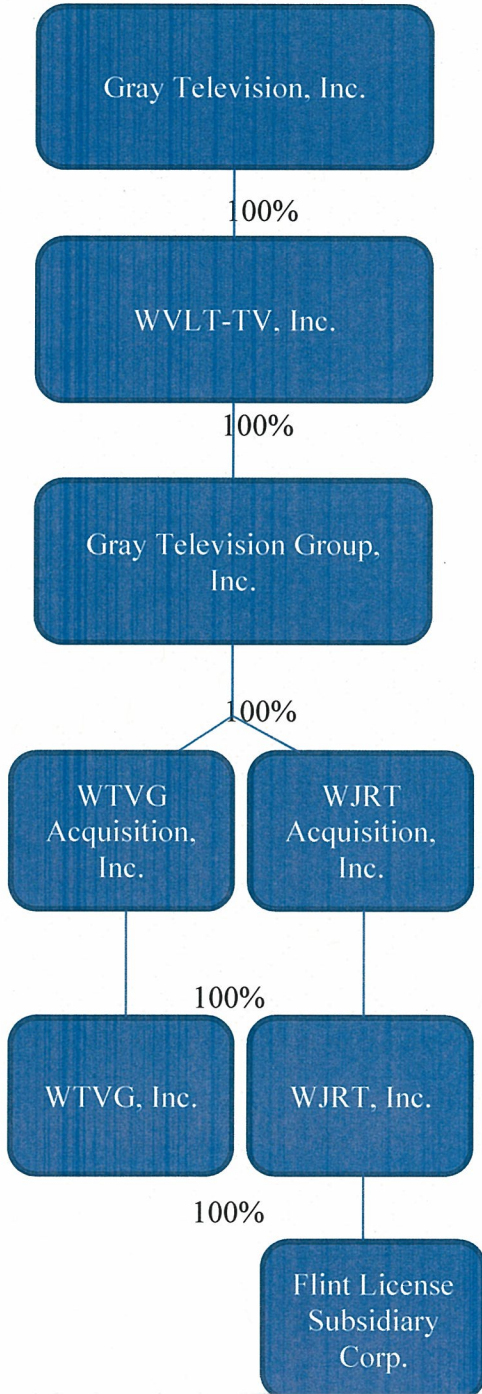 Gray Television, Inc.
100%
WVLT-TV, Inc.
100%
Gray Television Group,
Inc.
100%
WTVG
Acquisition,
Inc.
WJRT
Acquisition,
Inc.
100%
WTVG, Inc.
WJRT, Inc.
100%
Flint License
Subsidiary
Corp.